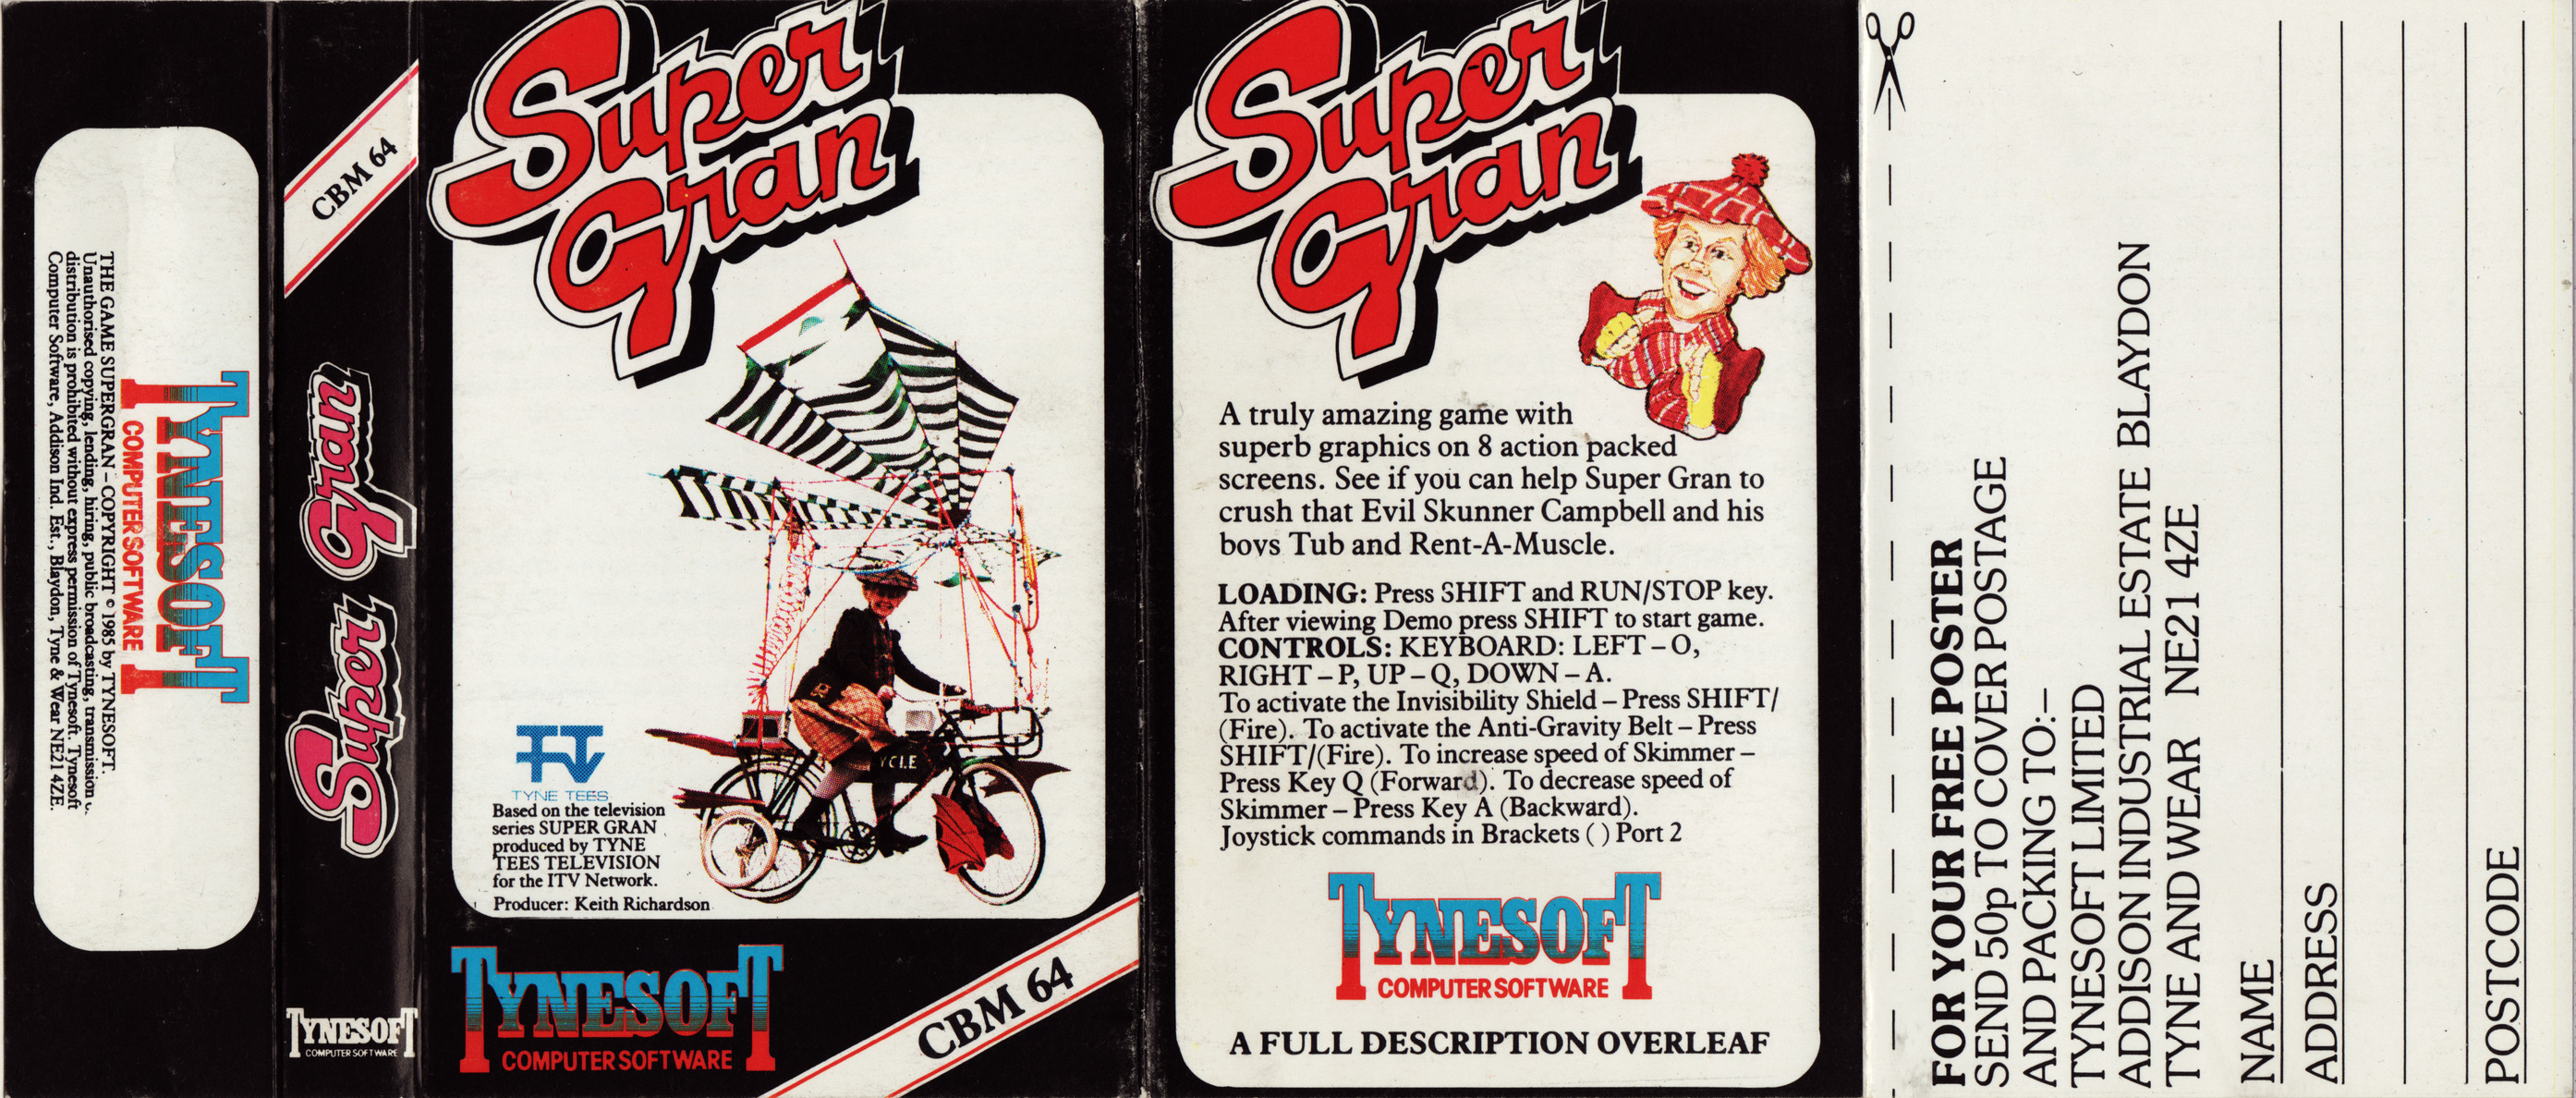 THE GAME SUPERGRAN – COPYRIGHT © 1985 by TYNESOFT.
Unauthorised copying, lending, hiring, public broadcasting, transmission
distribution is prohibited without express permission of Tynesoft. Tynesoft
Computer Software, Addison Ind. Est., Blaydon, Tyne & Wear NE21 4ZE.
TYNESOFT
COMPUTER SOFTWARE
CBM 64
Super Gran
TYNESOFT
COMPUTER SOFTWARE
Super
Gran
YCLE
TTTV
TYNE TEES
Based on the television
series SUPER GRAN
produced by TYNE
TEES TELEVISION
for the ITV Network.
Producer: Keith Richardson
TYNESOFT
COMPUTER SOFTWARE
CBM 64
Super
Gran
A truly amazing game with
superb graphics on 8 action packed
screens. See if you can help Super Gran to
crush that Evil Skunner Campbell and his
boys Tub and Rent-A-Muscle.
LOADING: Press SHIFT and RUN/STOP key.
After viewing Demo press SHIFT to start game.
CONTROLS: KEYBOARD: LEFT – O,
RIGHT – P, UP – Q, DOWN – A.
To activate the Invisibility Shield – Press SHIFT/
(Fire). To activate the Anti-Gravity Belt – Press
SHIFT/(Fire). To increase speed of Skimmer –
Press Key Q (Forward). To decrease speed of
Skimmer – Press Key A (Backward).
Joystick commands in Brackets ( ) Port 2
TYNESOFT
COMPUTER SOFTWARE
A FULL DESCRIPTION OVERLEAF
FOR YOUR FREE POSTER
SEND 50p TO COVER POSTAGE
AND PACKING TO:–
TYNESOFT LIMITED
ADDISON INDUSTRIAL ESTATE BLAYDON
TYNE AND WEAR NE21 4ZE
NAME
ADDRESS
POSTCODE